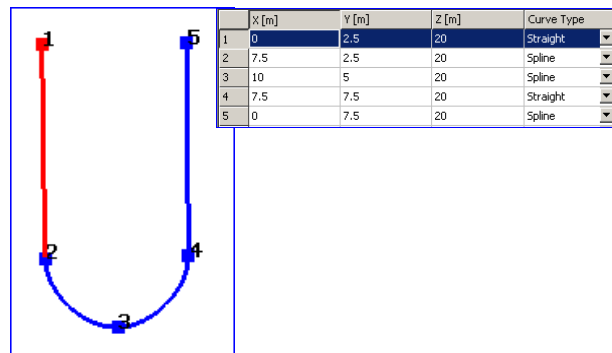 X [m] Y [m] Z [m] Curve Type
1 0 2.5 20 Straight
2 7.5 2.5 20 Spline
3 10 5 20 Spline
4 7.5 7.5 20 Straight
5 0 7.5 20 Spline
1
5
2
4
3